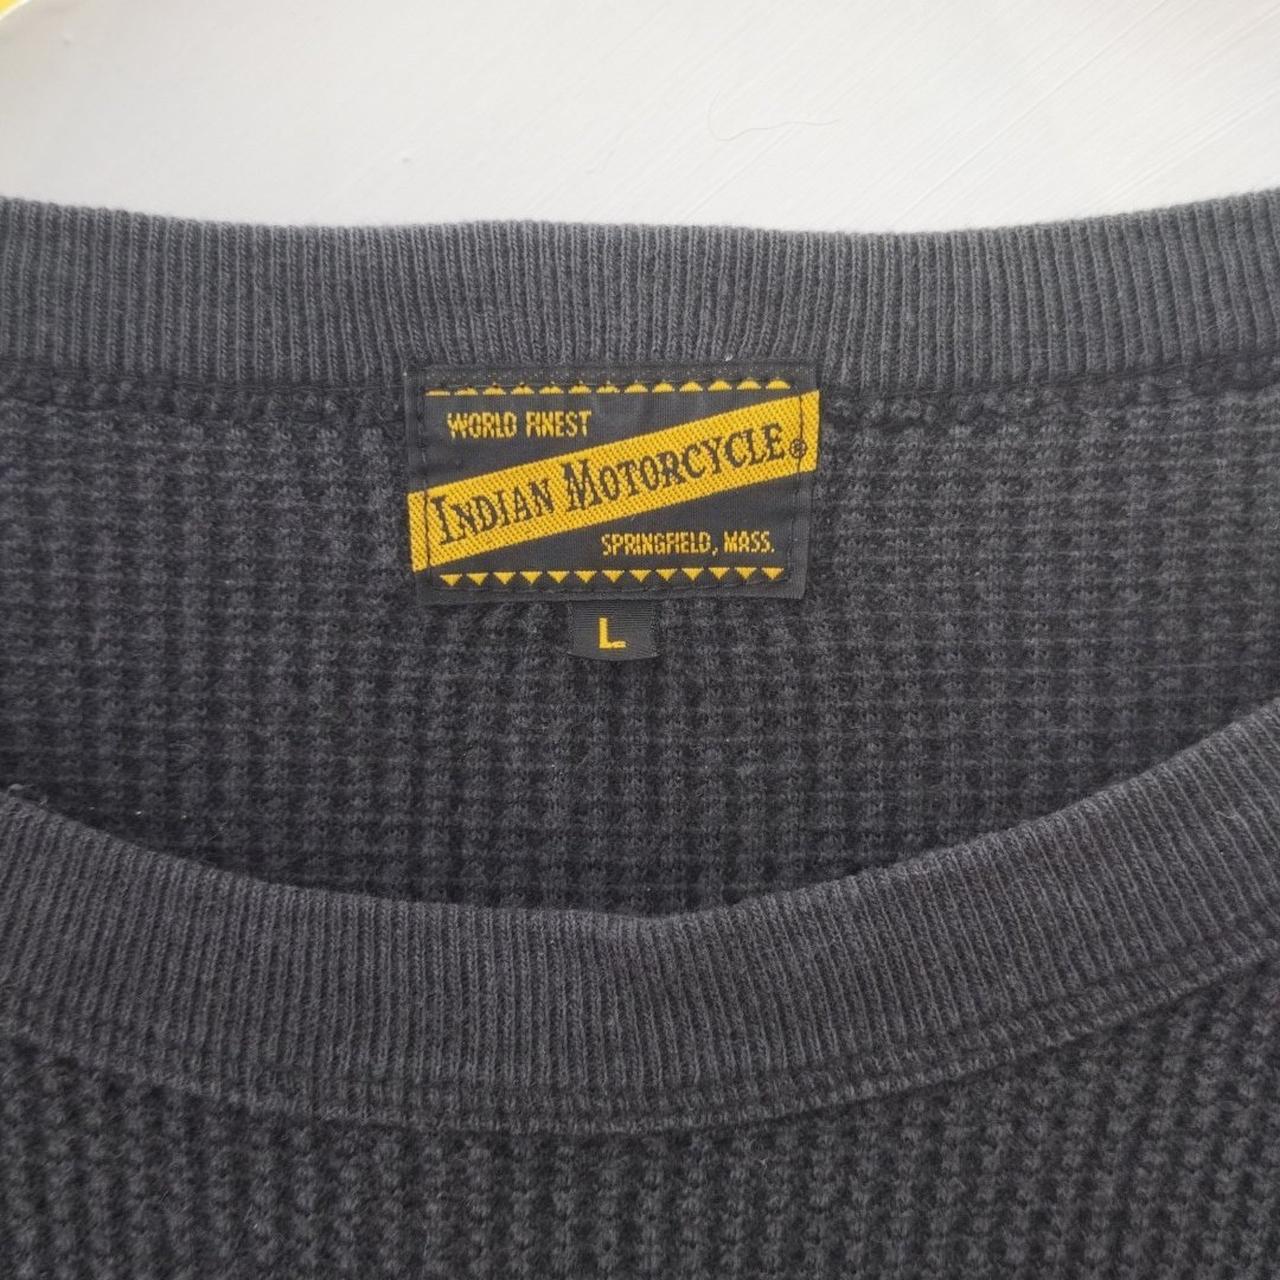 WORLD FINEST
INDIAN MOTORCYCLE®
SPRINGFIELD, MASS.
L